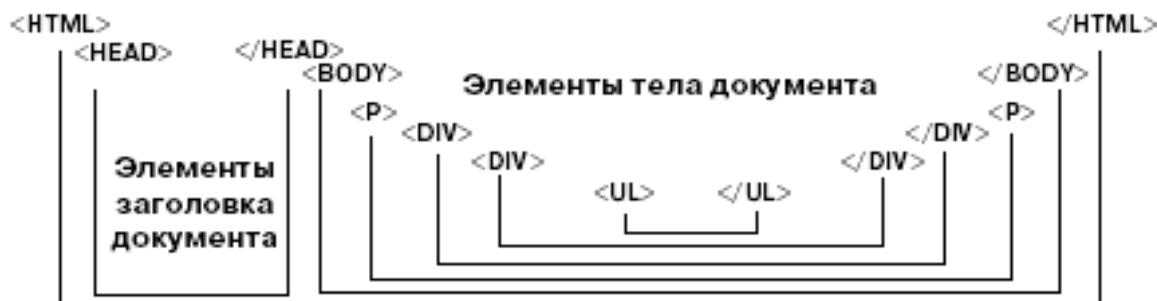 <HTML> </HTML>
<HEAD> </HEAD>
<BODY> Элементы тела документа </BODY>
<P> <P>
<DIV> </DIV>
<DIV> </DIV>
Элементы
заголовка
документа
<UL> </UL>